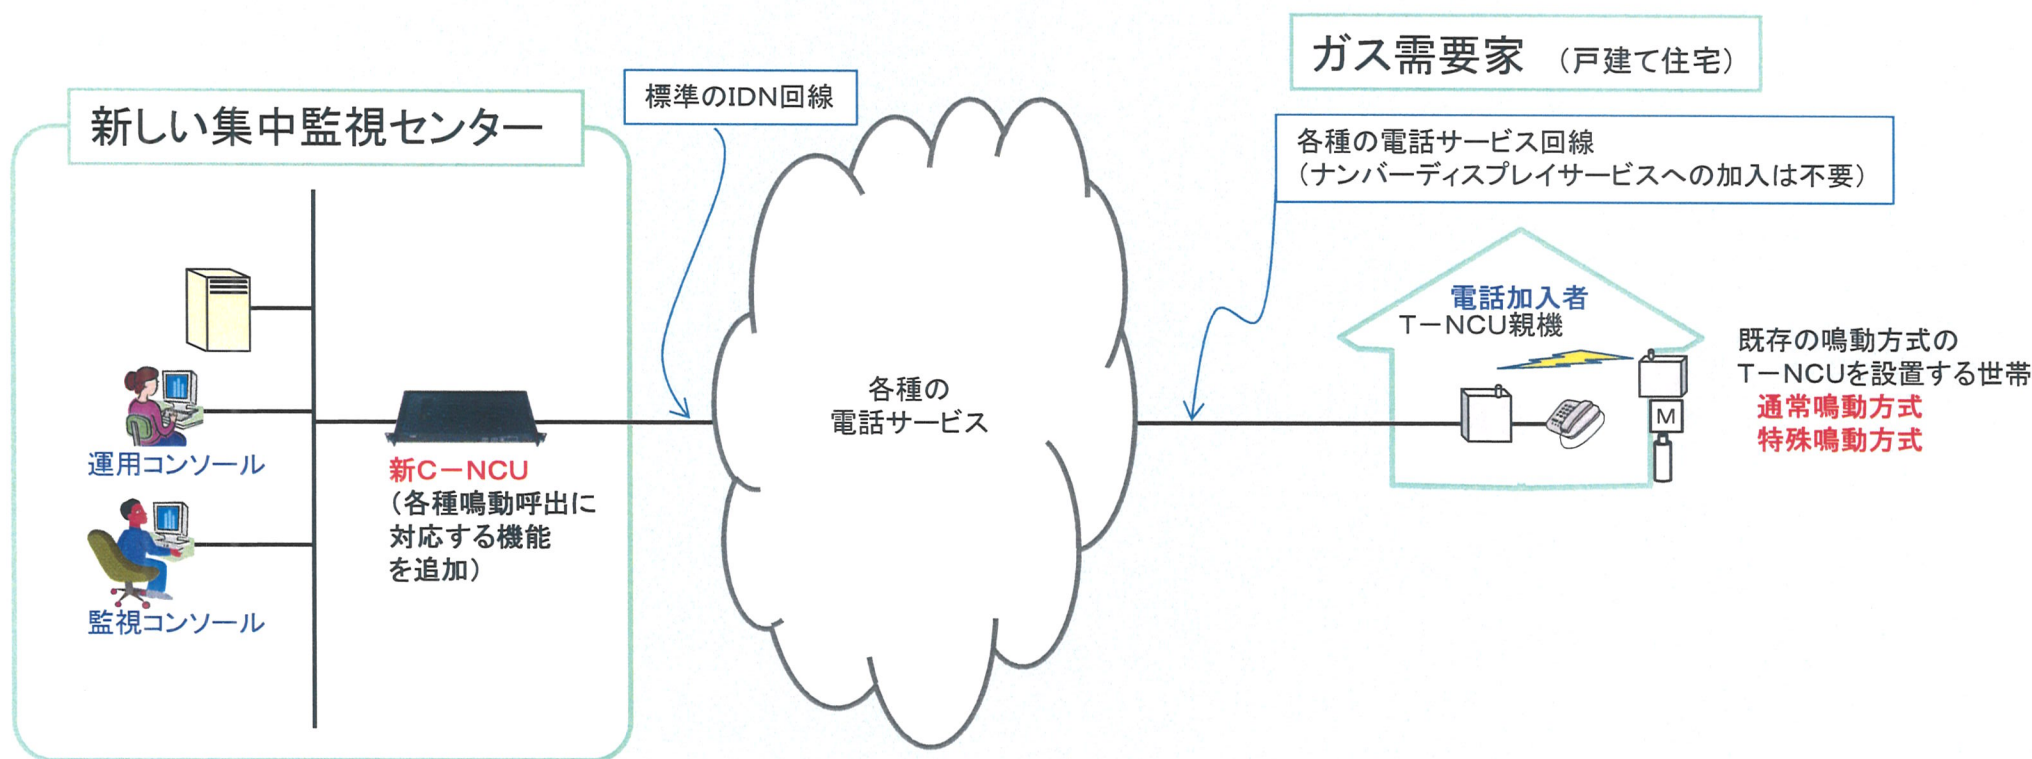 新しい集中監視センター
標準のIDN回線
ガス需要家 （戸建て住宅）
各種の電話サービス回線
（ナンバーディスプレイサービスへの加入は不要）
運用コンソール
監視コンソール
新C－NCU
（各種鳴動呼出に
対応する機能
を追加）
各種の
電話サービス
電話加入者
T－NCU親機
M
既存の鳴動方式の
T－NCUを設置する世帯
通常鳴動方式
特殊鳴動方式